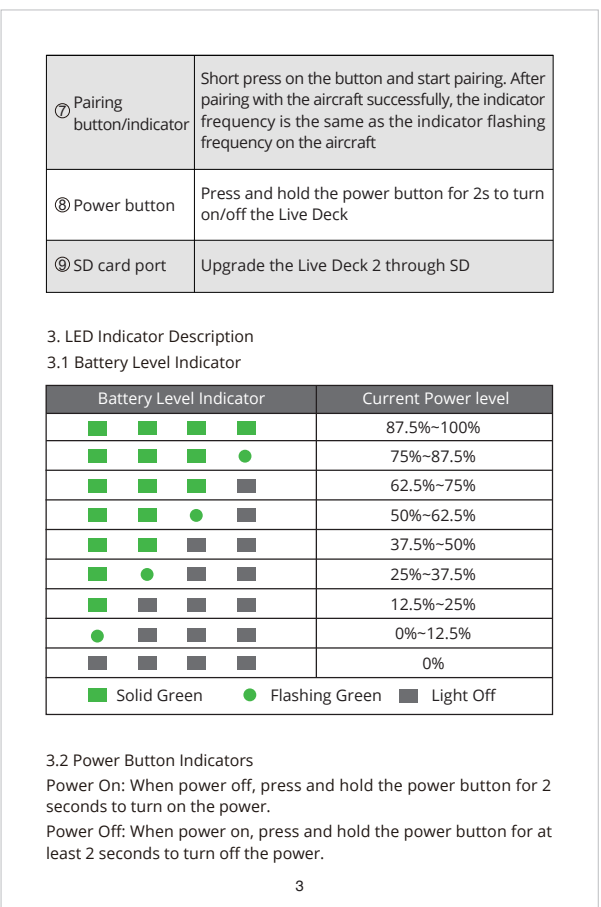 ⑦ Pairing
button/indicator
Short press on the button and start pairing. After
pairing with the aircraft successfully, the indicator
frequency is the same as the indicator flashing
frequency on the aircraft
⑧ Power button
Press and hold the power button for 2s to turn
on/off the Live Deck
⑨ SD card port
Upgrade the Live Deck 2 through SD
3. LED Indicator Description
3.1 Battery Level Indicator
Battery Level Indicator
Current Power level
87.5%~100%
75%~87.5%
62.5%~75%
50%~62.5%
37.5%~50%
25%~37.5%
12.5%~25%
0%~12.5%
0%
Solid Green
Flashing Green
Light Off
3.2 Power Button Indicators
Power On: When power off, press and hold the power button for 2
seconds to turn on the power.
Power Off: When power on, press and hold the power button for at
least 2 seconds to turn off the power.
3